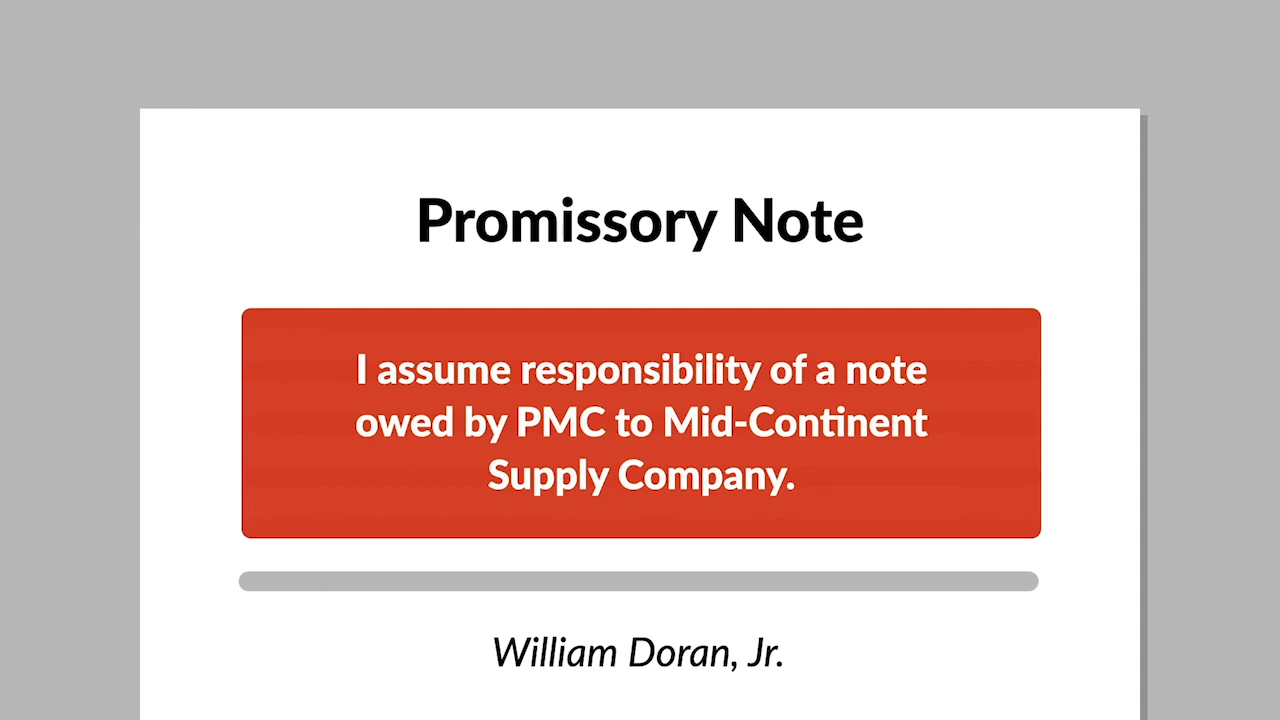 Promissory Note
I assume responsibility of a note
owed by PMC to Mid-Continent
Supply Company.
William Doran, Jr.